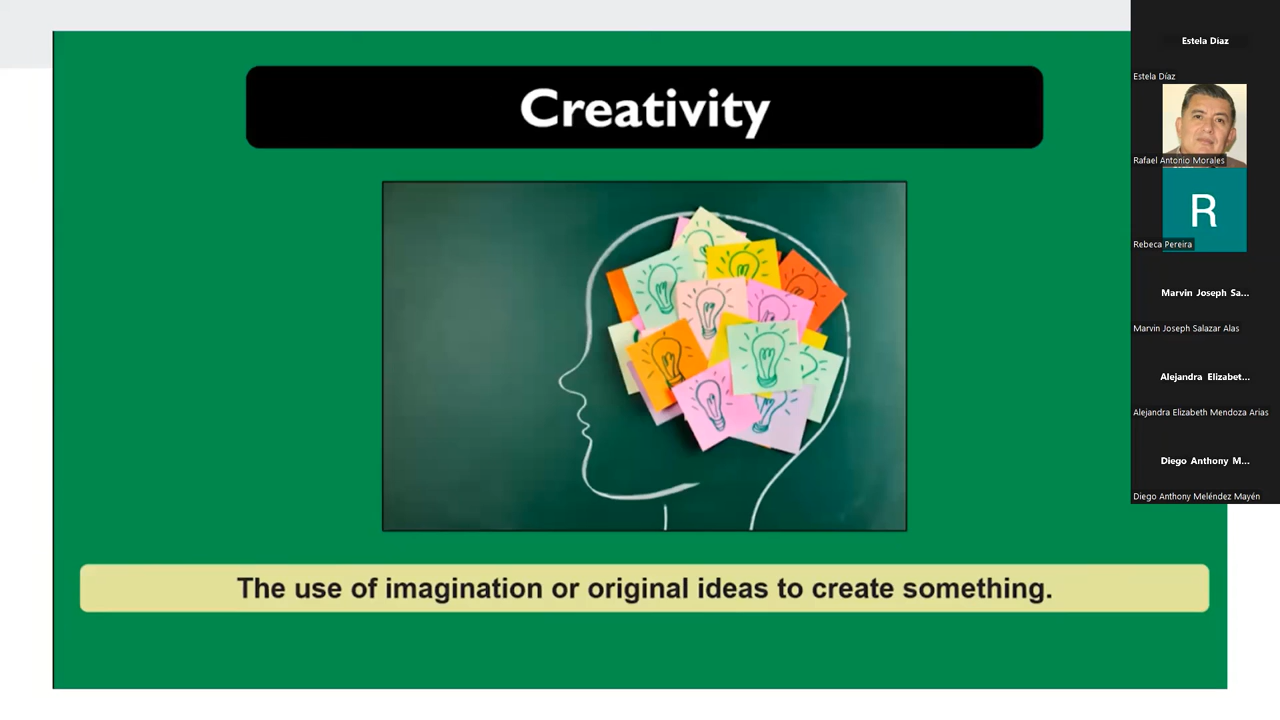 Creativity
The use of imagination or original ideas to create something.
Estela Díaz
Estela Díaz
Rafael Antonio Morales
R
Rebeca Pereira
Marvin Joseph Sa...
Marvin Joseph Salazar Alas
Alejandra Elizabet...
Alejandra Elizabeth Mendoza Arias
Diego Anthony M...
Diego Anthony Meléndez Mayén